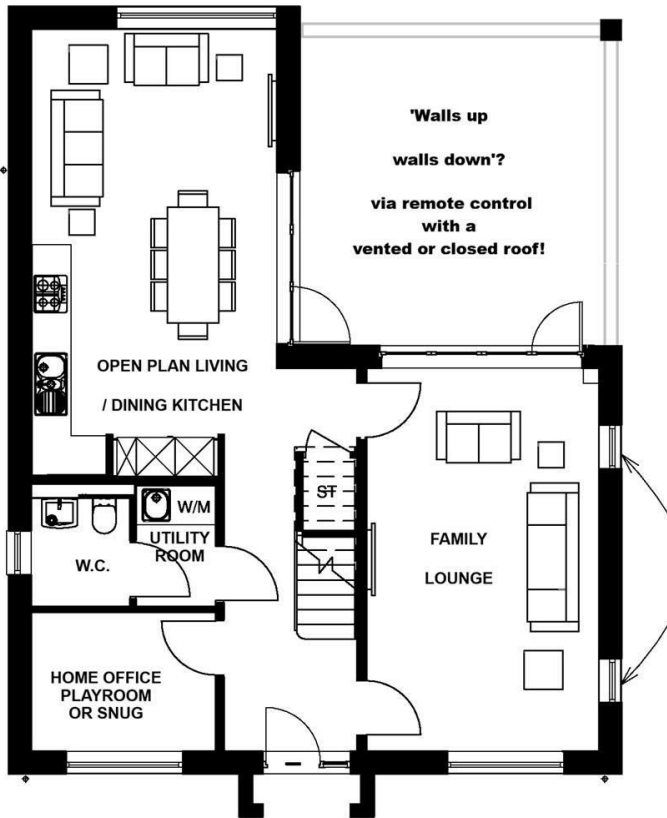 'Walls up
walls down'?
via remote control
with a
vented or closed roof!
OPEN PLAN LIVING
/ DINING KITCHEN
ST
W/M
UTILITY
ROOM
W.C.
FAMILY
LOUNGE
HOME OFFICE
PLAYROOM
OR SNUG